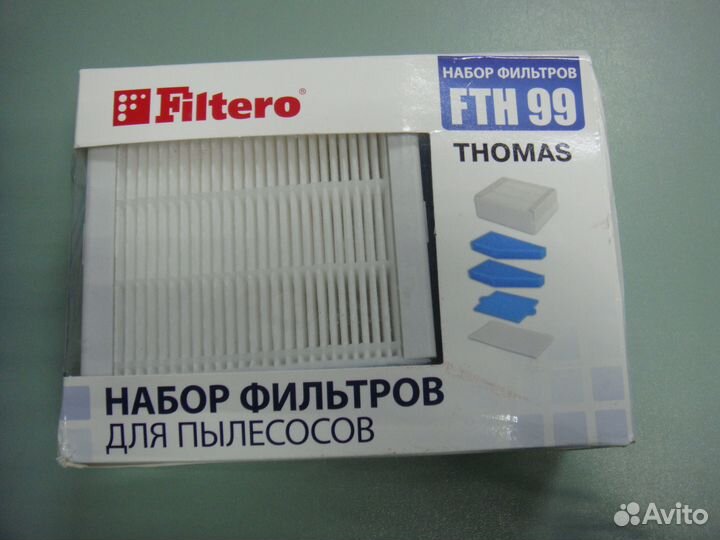 Filtero®
НАБОР ФИЛЬТРОВ
FTH 99
THOMAS
НАБОР ФИЛЬТРОВ
ДЛЯ ПЫЛЕСОСОВ
Avito